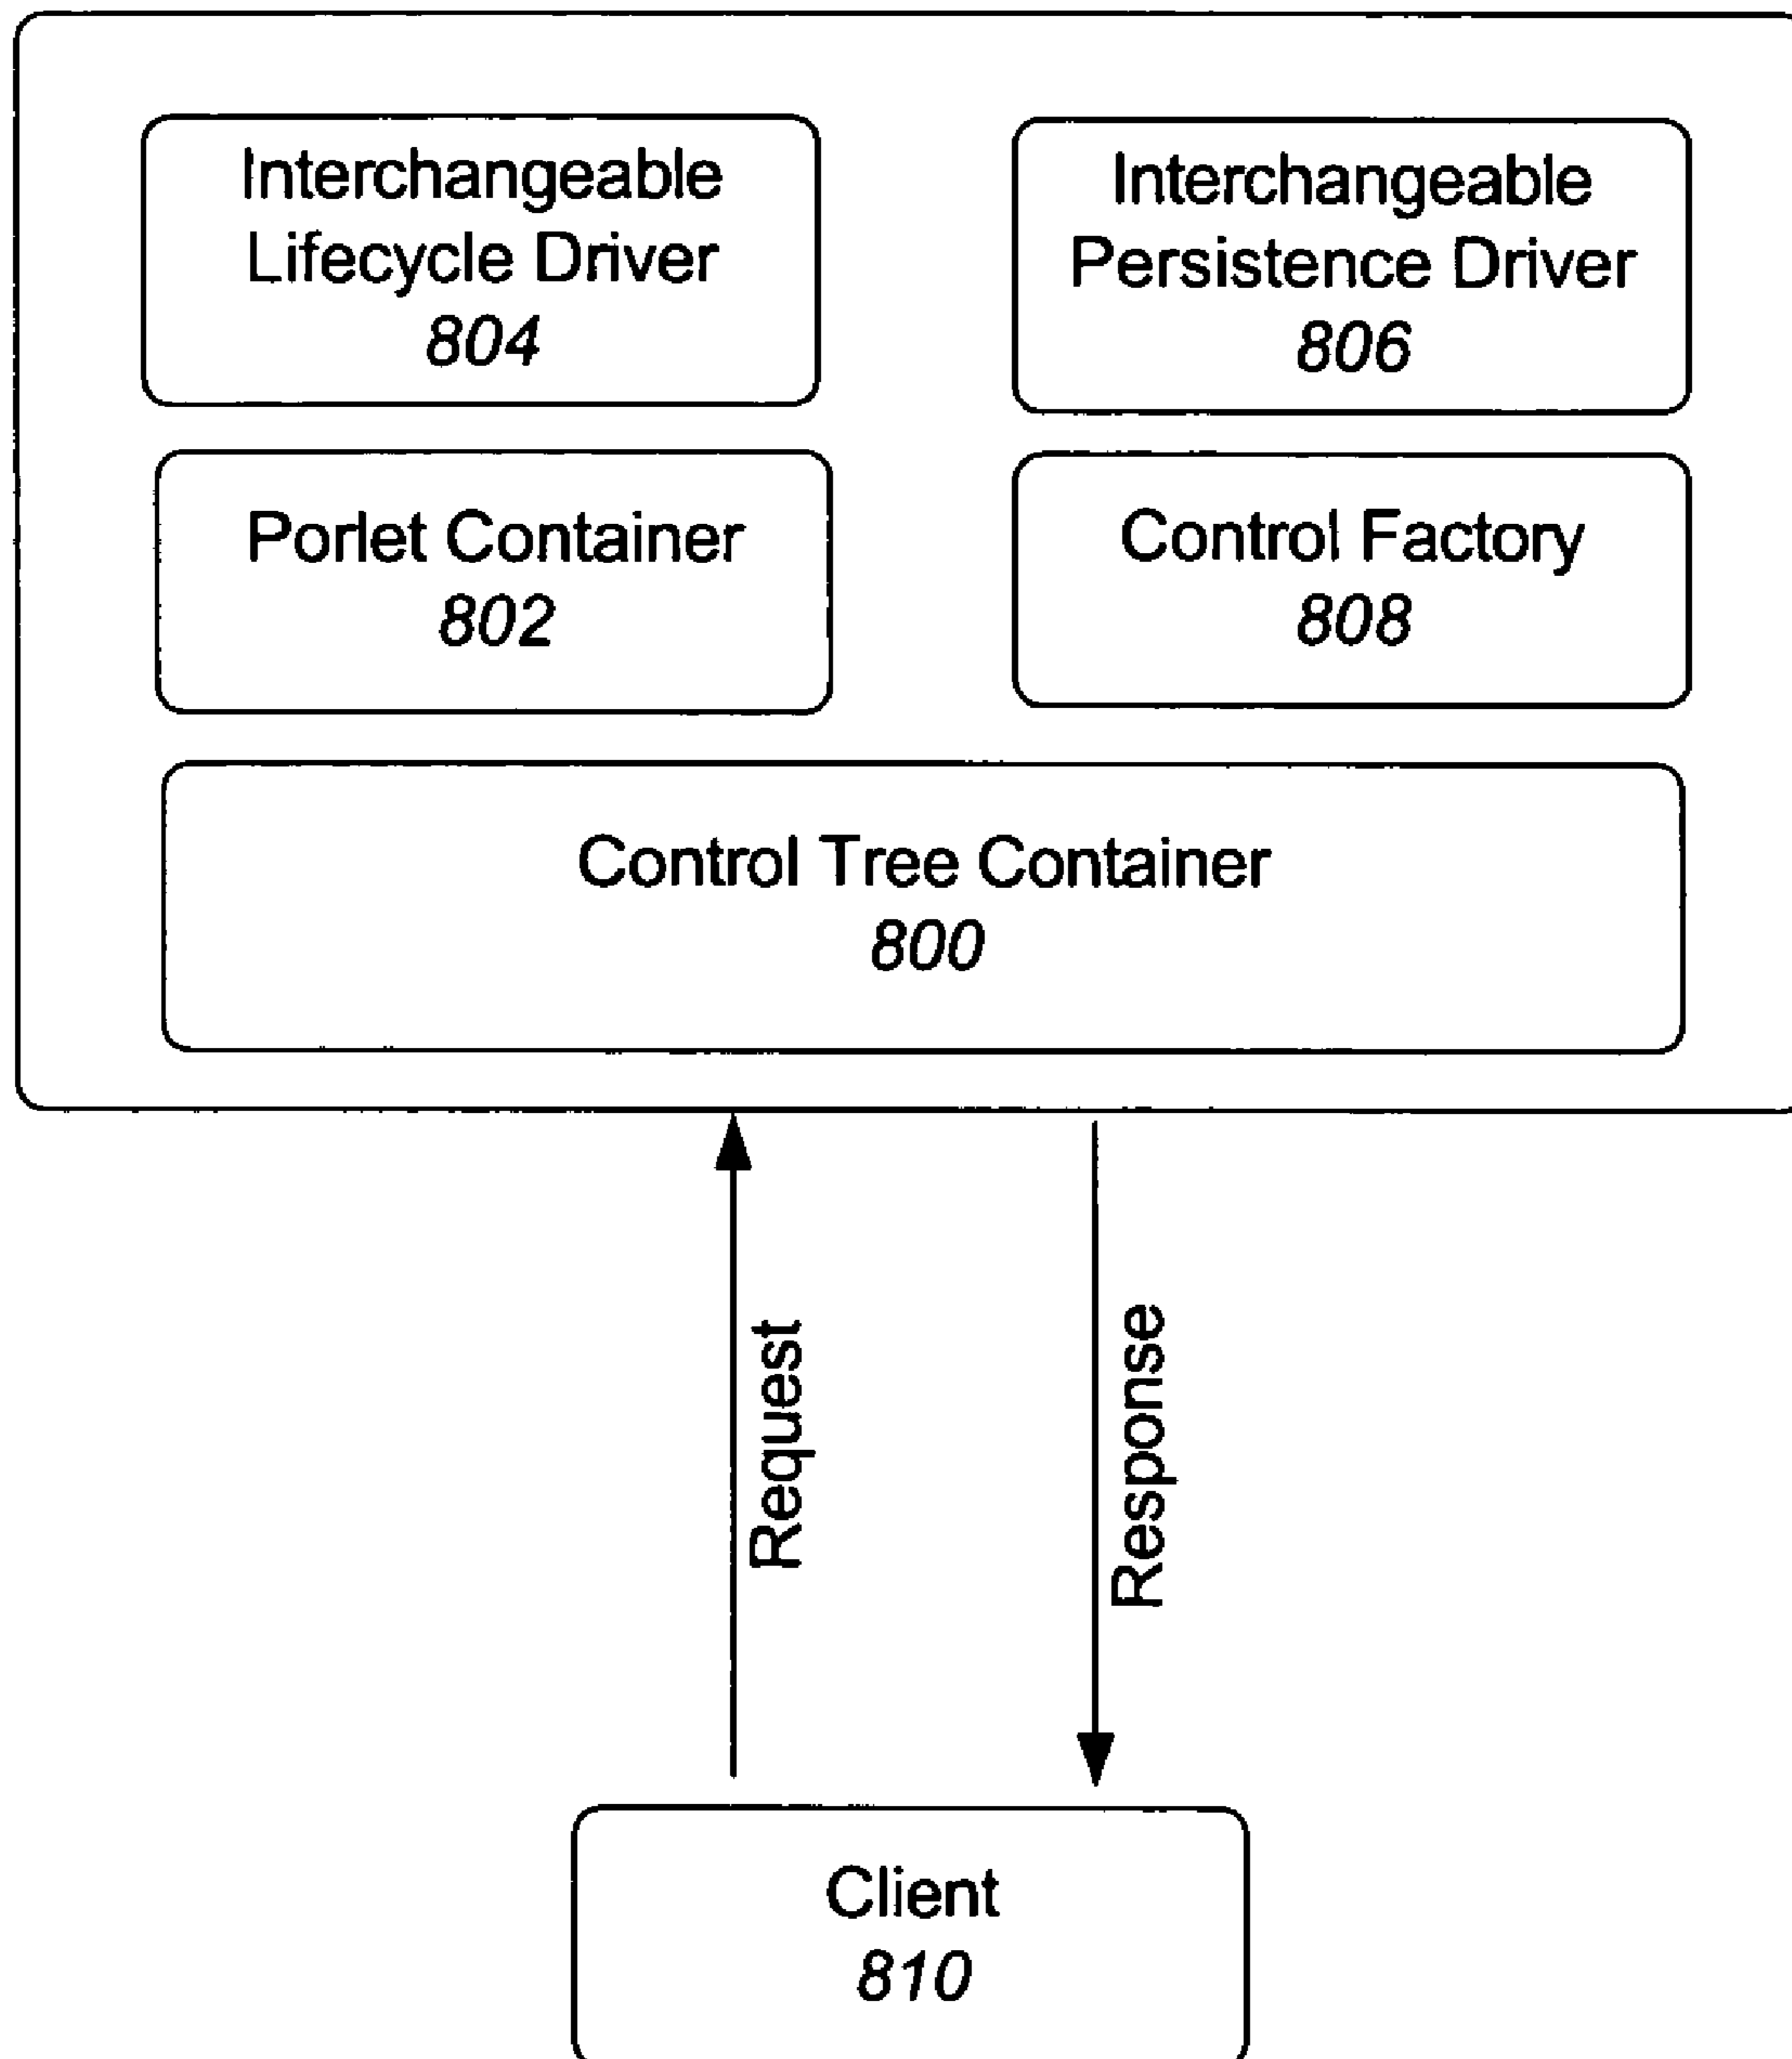 Interchangeable
Lifecycle Driver
804
Interchangeable
Persistence Driver
806
Porlet Container
802
Control Factory
808
Control Tree Container
800
Request
Response
Client
810